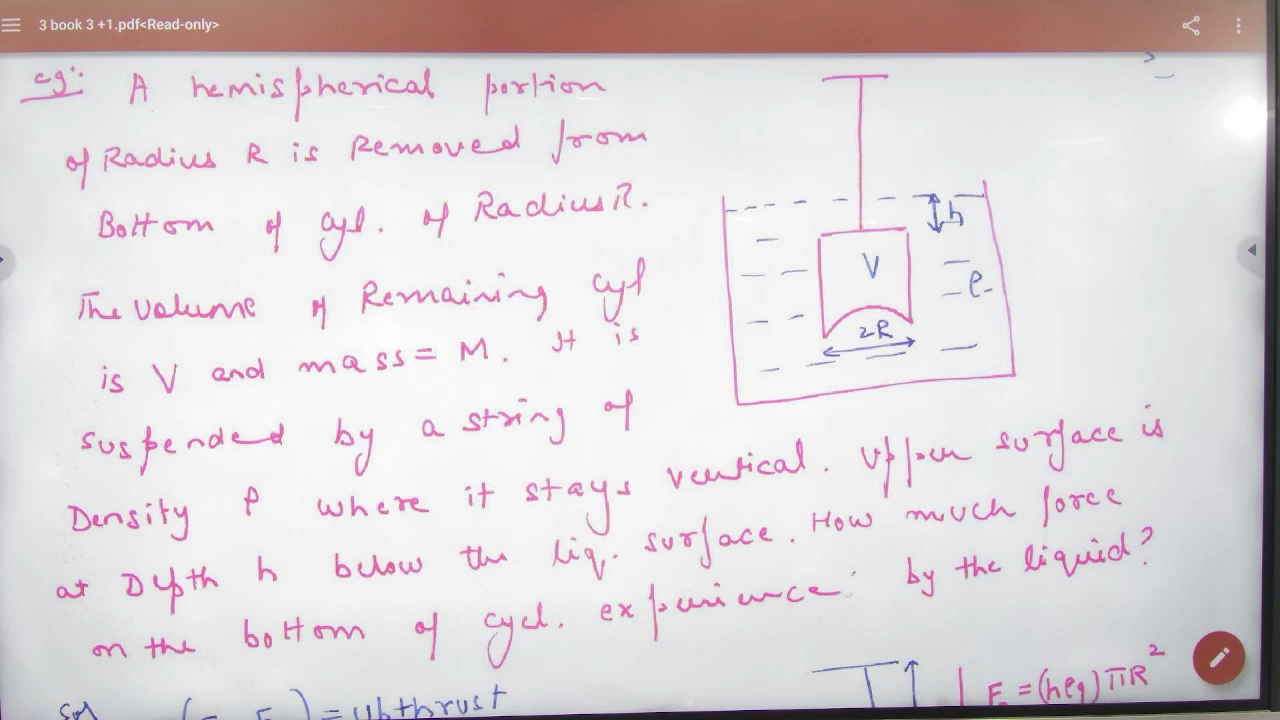 3 book 3 +1.pdf<Read-only>
eg:- A hemispherical portion
of Radius R is Removed from
Bottom of cyl. of Radius R.
The volume of Remaining cyl
is V and mass = M. It is
suspended by a string of
Density ρ where it stays vertical. Upper surface is
at Depth h below the liq. surface. How much force
on the bottom of cycl. experience by the liquid?
h
V
ρ
2R
Sol
= upthrust
= (hρg) πR²